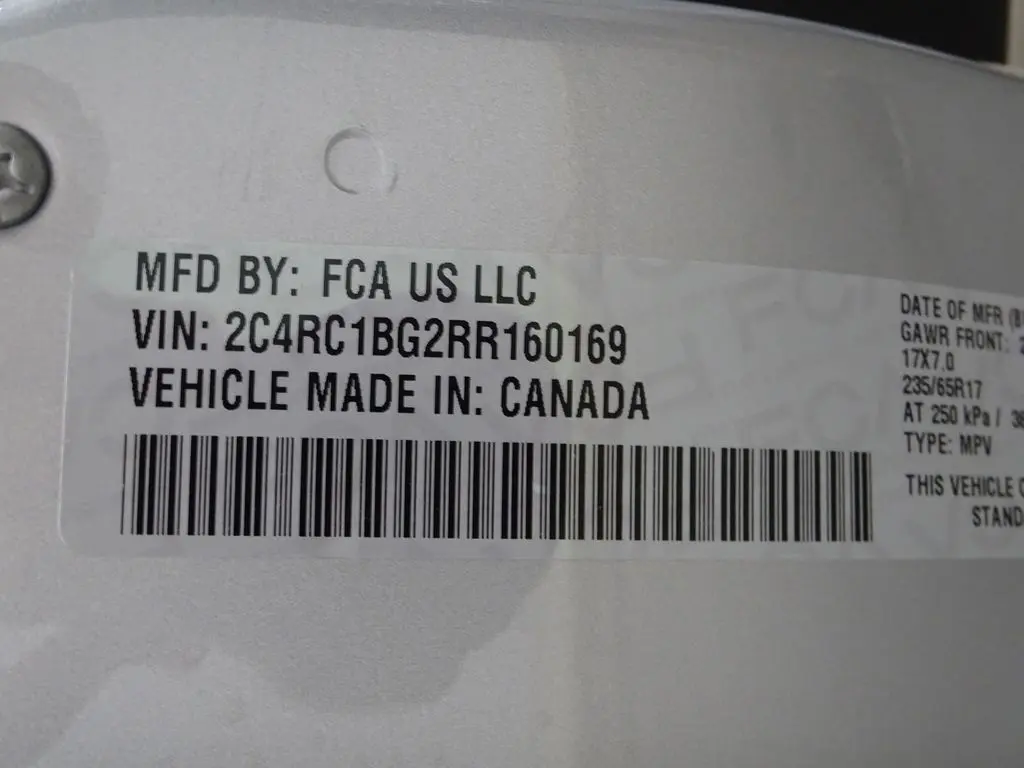 MFD BY: FCA US LLC
VIN: 2C4RC1BG2RR160169
VEHICLE MADE IN: CANADA
DATE OF MFR
GAWR FRONT:
17X7.0
235/65R17
AT 250 kPa /
TYPE: MPV
THIS VEHICLE